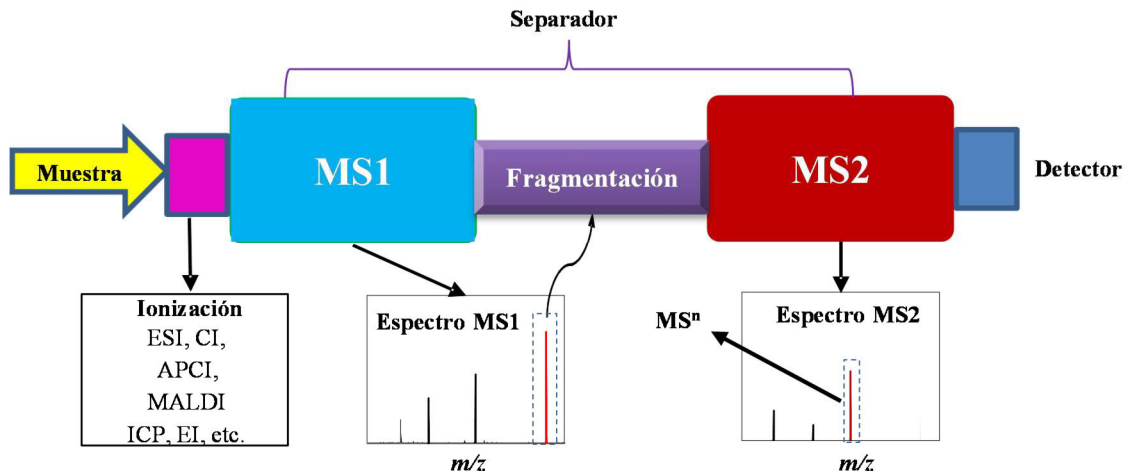 Separador
Muestra
MS1
Fragmentación
MS2
Detector
Ionización
ESI, CI,
APCI,
MALDI
ICP, EI, etc.
Espectro MS1
m/z
MSⁿ
Espectro MS2
m/z